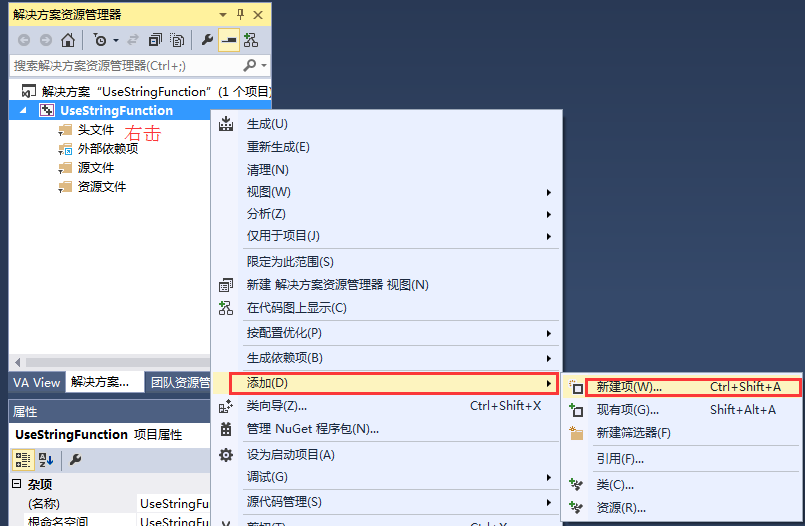 解决方案资源管理器
搜索解决方案资源管理器(Ctrl+;)
解决方案 "UseStringFunction" (1 个项目)
UseStringFunction
头文件
右击
外部依赖项
源文件
资源文件
生成(U)
重新生成(E)
清理(N)
视图(W)
分析(Z)
仅用于项目(J)
限定为此范围(S)
新建 解决方案资源管理器 视图(N)
在代码图上显示(C)
按配置优化(P)
生成依赖项(B)
添加(D)
类向导(Z)... Ctrl+Shift+X
管理 NuGet 程序包(N)...
设为启动项目(A)
调试(G)
源代码管理(S)
剪切(T) Ctrl+X
新建项(W)... Ctrl+Shift+A
现有项(G)... Shift+Alt+A
新建筛选器(F)
引用(F)...
类(C)...
资源(R)...
VA View 解决方案... 团队资源管
属性
UseStringFunction 项目属性
杂项
(名称) UseStringFu
根命名空间 UseStringFu